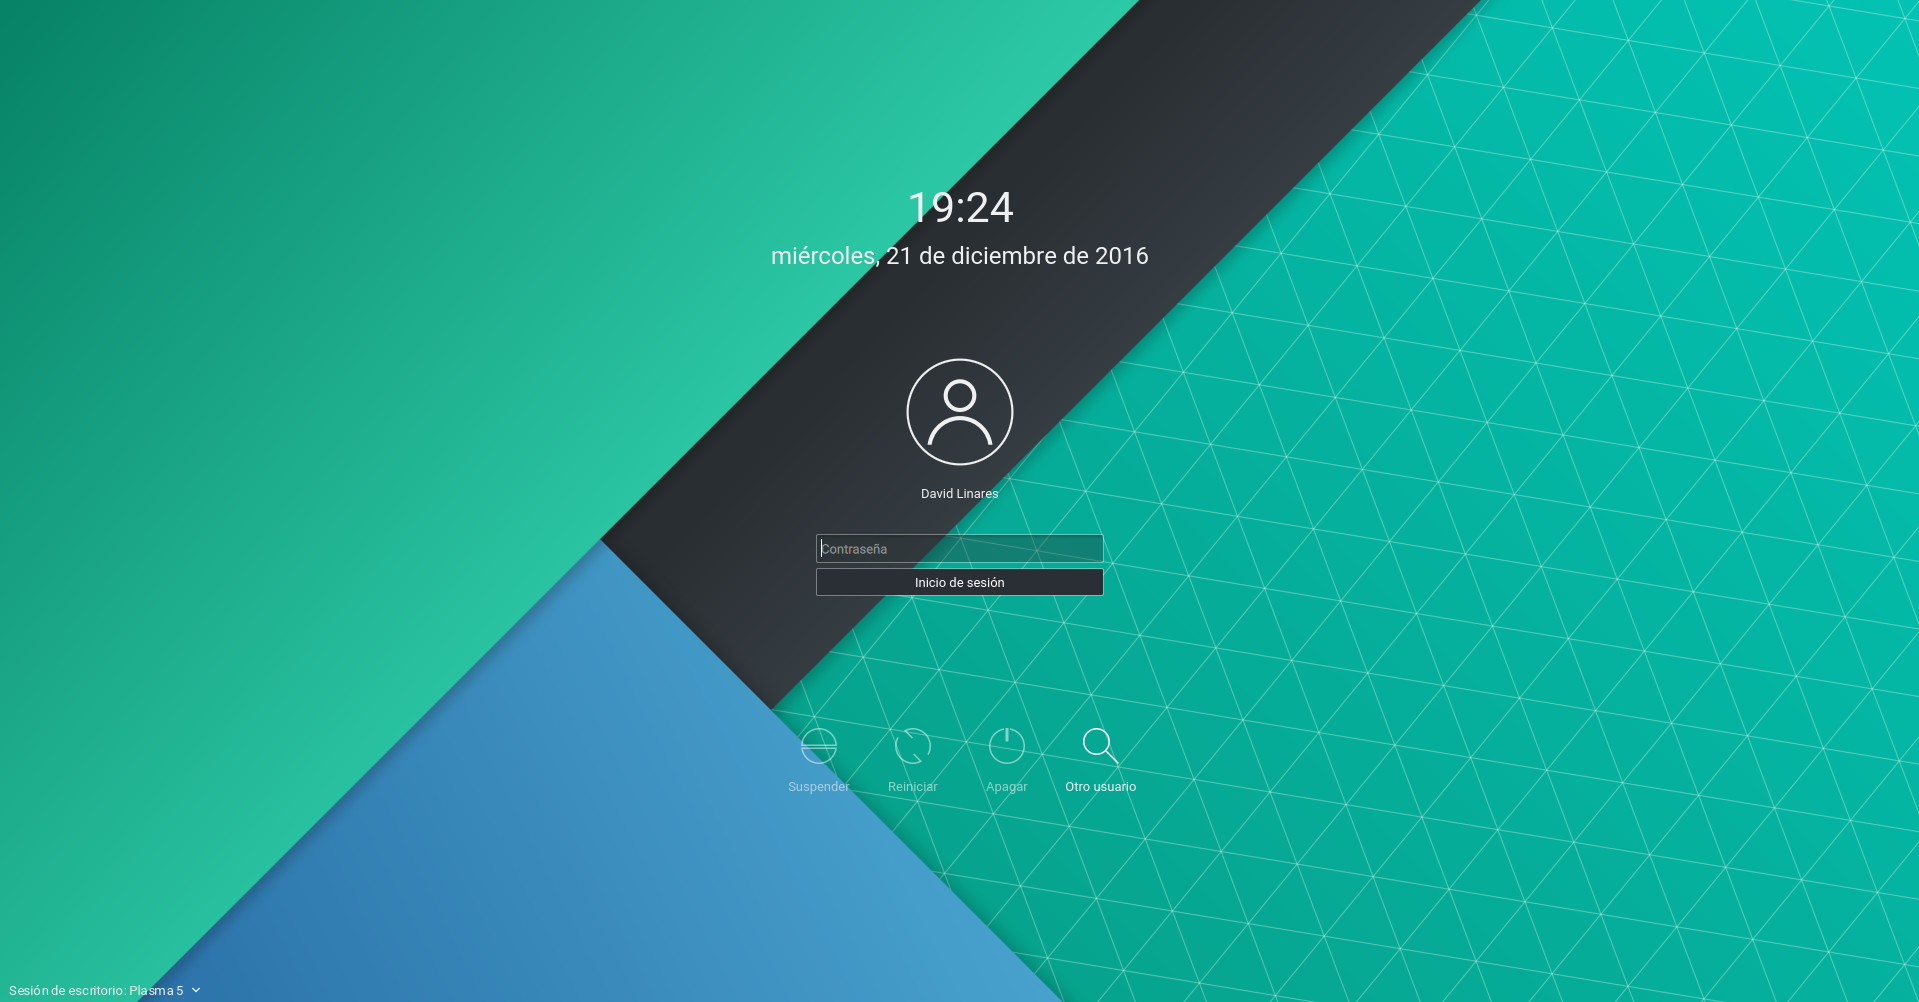 19:24
miércoles, 21 de diciembre de 2016
David Linares
Contraseña
Inicio de sesión
Suspender Reiniciar Apagar Otro usuario
Sesión de escritorio: Plasma 5